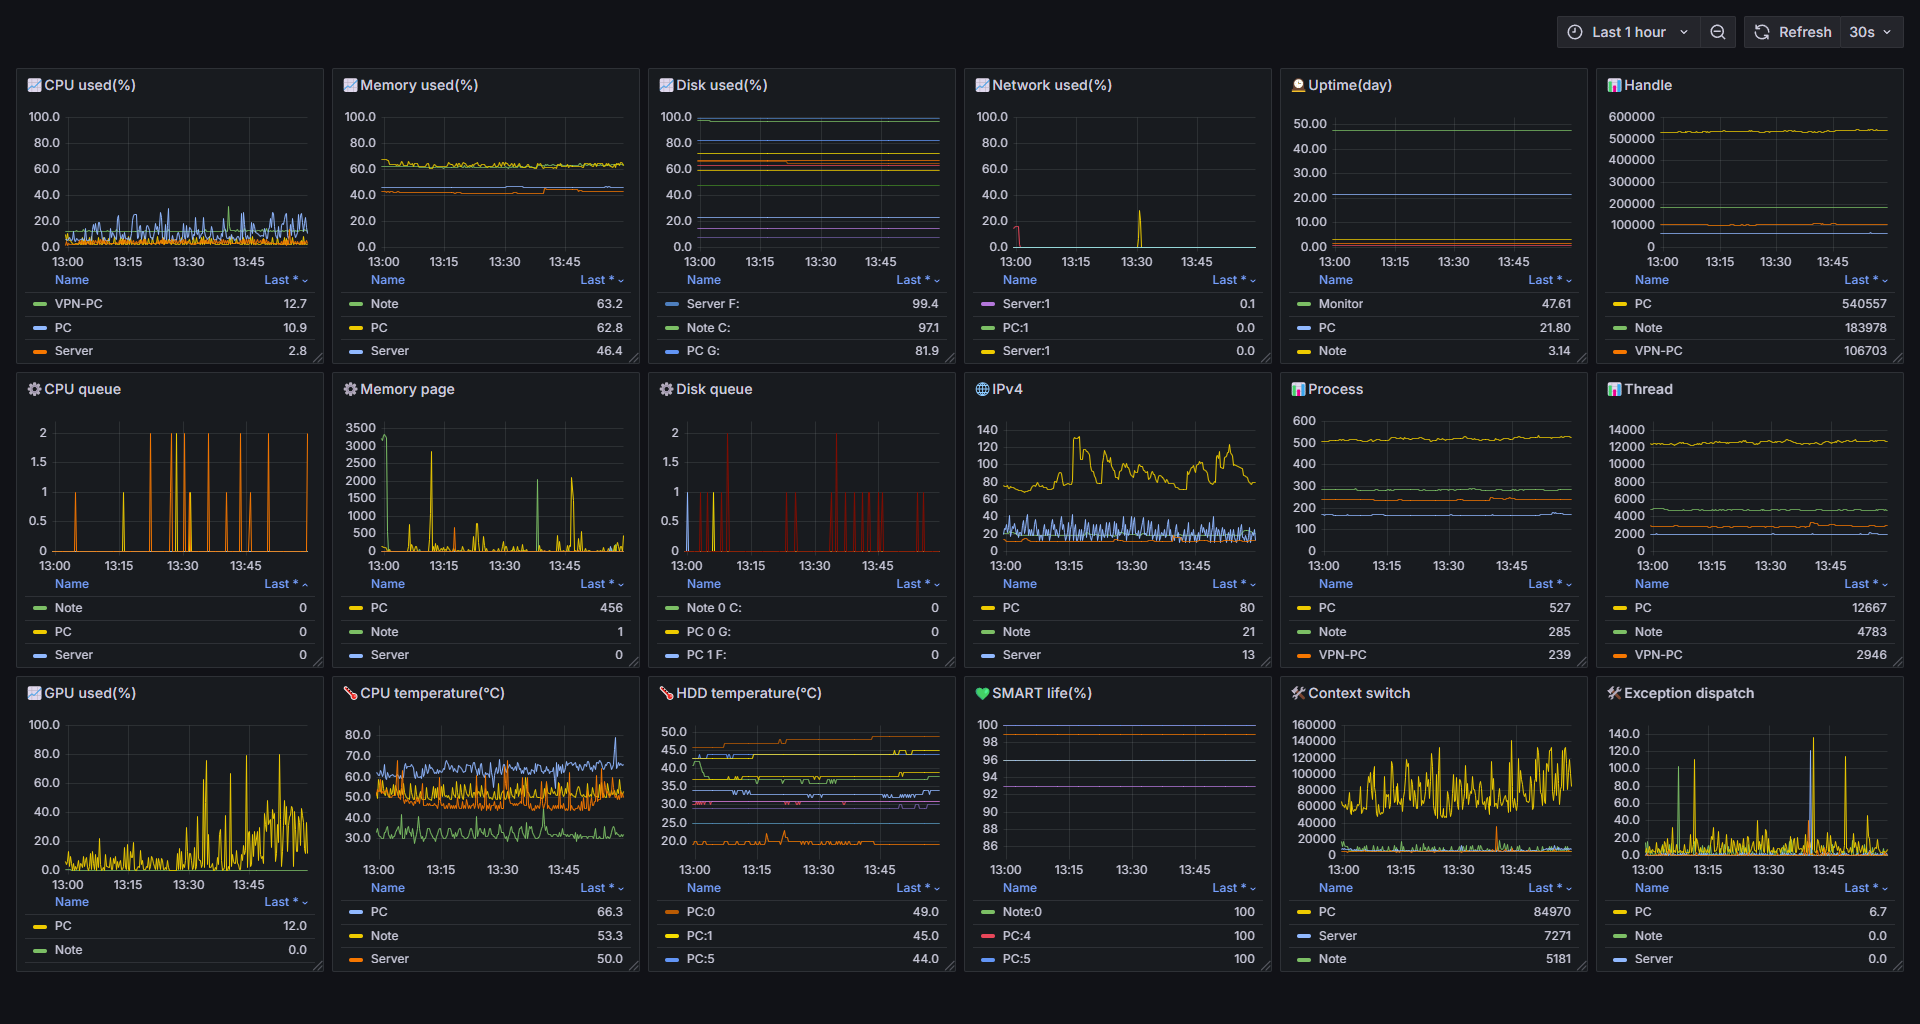 Last 1 hour Refresh 30s
CPU used(%)
100.0
80.0
60.0
40.0
20.0
0.0
13:00 13:15 13:30 13:45
Name Last *
VPN-PC 12.7
PC 10.9
Server 2.8
Memory used(%)
100.0
80.0
60.0
40.0
20.0
0.0
13:00 13:15 13:30 13:45
Name Last *
Note 63.2
PC 62.8
Server 46.4
Disk used(%)
100.0
80.0
60.0
40.0
20.0
0.0
13:00 13:15 13:30 13:45
Name Last *
Server F: 99.4
Note C: 97.1
PC G: 81.9
Network used(%)
100.0
80.0
60.0
40.0
20.0
0.0
13:00 13:15 13:30 13:45
Name Last *
Server:1 0.1
PC:1 0.0
Server:1 0.0
Uptime(day)
50.00
40.00
30.00
20.00
10.00
0.00
13:00 13:15 13:30 13:45
Name Last *
Monitor 47.61
PC 21.80
Note 3.14
Handle
600000
500000
400000
300000
200000
100000
0
13:00 13:15 13:30 13:45
Name Last *
PC 540557
Note 183978
VPN-PC 106703
CPU queue
2
1.5
1
0.5
0
13:00 13:15 13:30 13:45
Name Last *
Note 0
PC 0
Server 0
Memory page
3500
3000
2500
2000
1500
1000
500
0
13:00 13:15 13:30 13:45
Name Last *
PC 456
Note 1
Server 0
Disk queue
2
1.5
1
0.5
0
13:00 13:15 13:30 13:45
Name Last *
Note 0 C: 0
PC 0 G: 0
PC 1 F: 0
IPv4
140
120
100
80
60
40
20
0
13:00 13:15 13:30 13:45
Name Last *
PC 80
Note 21
Server 13
Process
600
500
400
300
200
100
0
13:00 13:15 13:30 13:45
Name Last *
PC 527
Note 285
VPN-PC 239
Thread
14000
12000
10000
8000
6000
4000
2000
0
13:00 13:15 13:30 13:45
Name Last *
PC 12667
Note 4783
VPN-PC 2946
GPU used(%)
100.0
80.0
60.0
40.0
20.0
0.0
13:00 13:15 13:30 13:45
Name Last *
PC 12.0
Note 0.0
CPU temperature(°C)
80.0
70.0
60.0
50.0
40.0
30.0
13:00 13:15 13:30 13:45
Name Last *
PC 66.3
Note 53.3
Server 50.0
HDD temperature(°C)
50.0
45.0
40.0
35.0
30.0
25.0
20.0
13:00 13:15 13:30 13:45
Name Last *
PC:0 49.0
PC:1 45.0
PC:5 44.0
SMART life(%)
100
98
96
94
92
90
88
86
13:00 13:15 13:30 13:45
Name Last *
Note:0 100
PC:4 100
PC:5 100
Context switch
160000
140000
120000
100000
80000
60000
40000
20000
0
13:00 13:15 13:30 13:45
Name Last *
PC 84970
Server 7271
Note 5181
Exception dispatch
140.0
120.0
100.0
80.0
60.0
40.0
20.0
0.0
13:00 13:15 13:30 13:45
Name Last *
PC 6.7
Note 0.0
Server 0.0